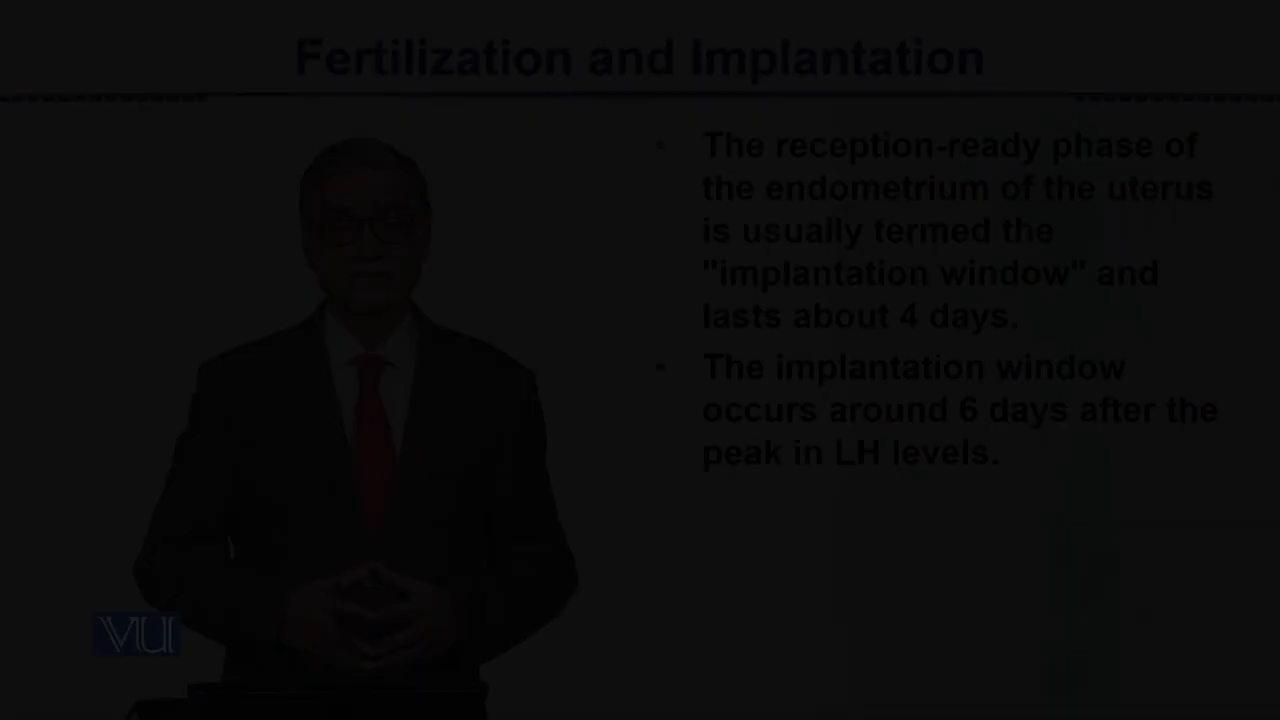 Fertilization and Implantation
• The reception-ready phase of
the endometrium of the uterus
is usually termed the
"implantation window" and
lasts about 4 days.
• The implantation window
occurs around 6 days after the
peak in LH levels.
VU